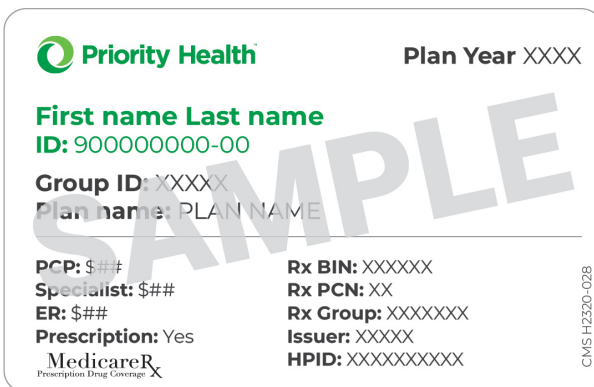 Priority Health
Plan Year XXXX
First name Last name
ID: 900000000-00
Group ID: XXXXX
Plan name: PLAN NAME
SAMPLE
PCP: $##
Specialist: $##
ER: $##
Prescription: Yes
MedicareRx
Prescription Drug Coverage
Rx BIN: XXXXXX
Rx PCN: XX
Rx Group: XXXXXXX
Issuer: XXXXX
HPID: XXXXXXXXXX
CMS H2320-028